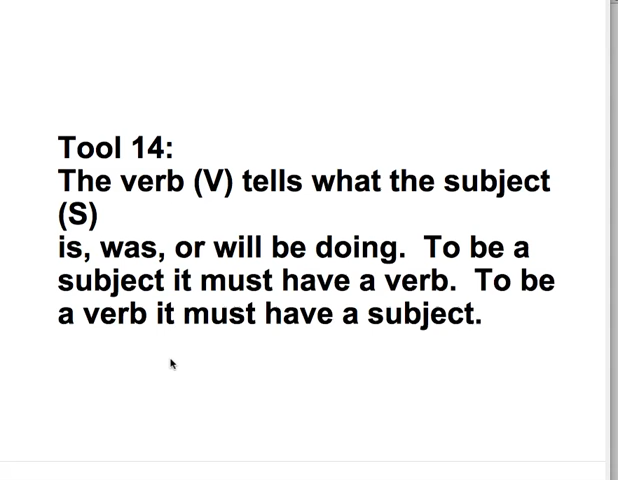 Tool 14:
The verb (V) tells what the subject
(S)
is, was, or will be doing.  To be a
subject it must have a verb.  To be
a verb it must have a subject.